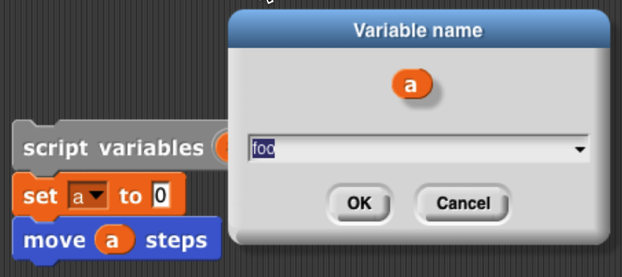 Variable name
a
foo
OK Cancel
script variables
set a to 0
move a steps